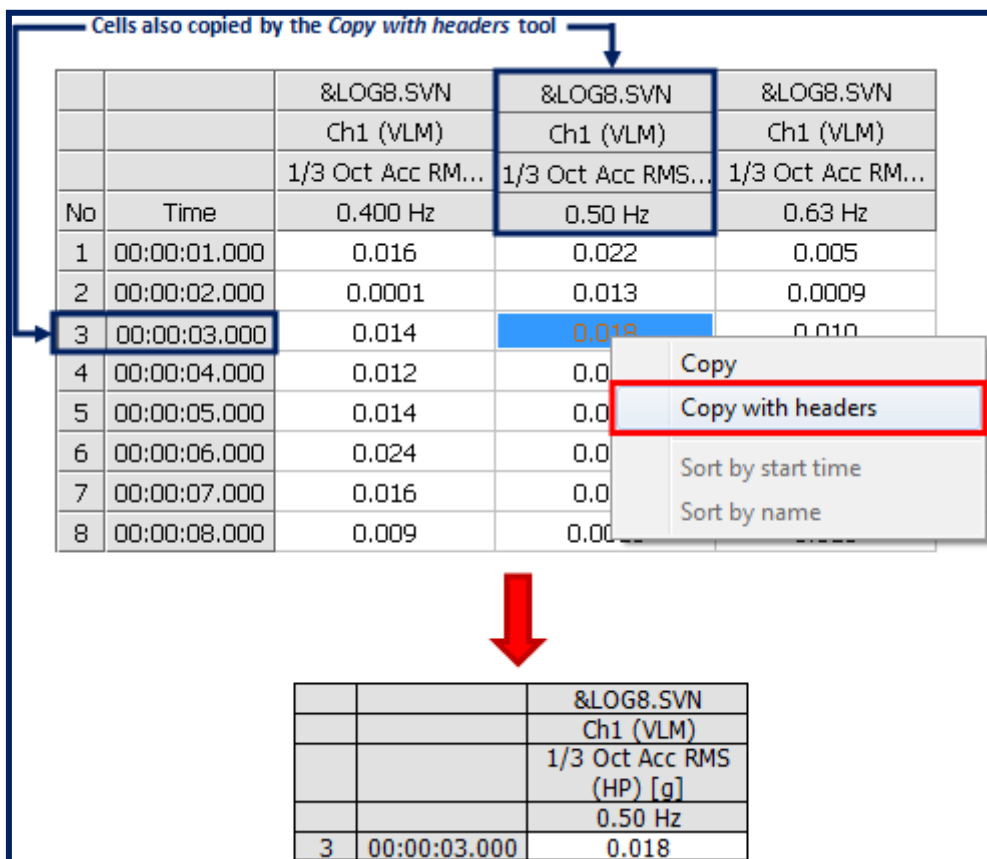 Cells also copied by the Copy with headers tool
&LOG8.SVN &LOG8.SVN &LOG8.SVN
Ch1 (VLM) Ch1 (VLM) Ch1 (VLM)
1/3 Oct Acc RM... 1/3 Oct Acc RMS... 1/3 Oct Acc RM...
No Time 0.400 Hz 0.50 Hz 0.63 Hz
1 00:00:01.000 0.016 0.022 0.005
2 00:00:02.000 0.0001 0.013 0.0009
3 00:00:03.000 0.014 0.018 0.010
4 00:00:04.000 0.012
5 00:00:05.000 0.014
6 00:00:06.000 0.024
7 00:00:07.000 0.016
8 00:00:08.000 0.009
Copy
Copy with headers
Sort by start time
Sort by name
&LOG8.SVN
Ch1 (VLM)
1/3 Oct Acc RMS
(HP) [g]
0.50 Hz
3 00:00:03.000 0.018